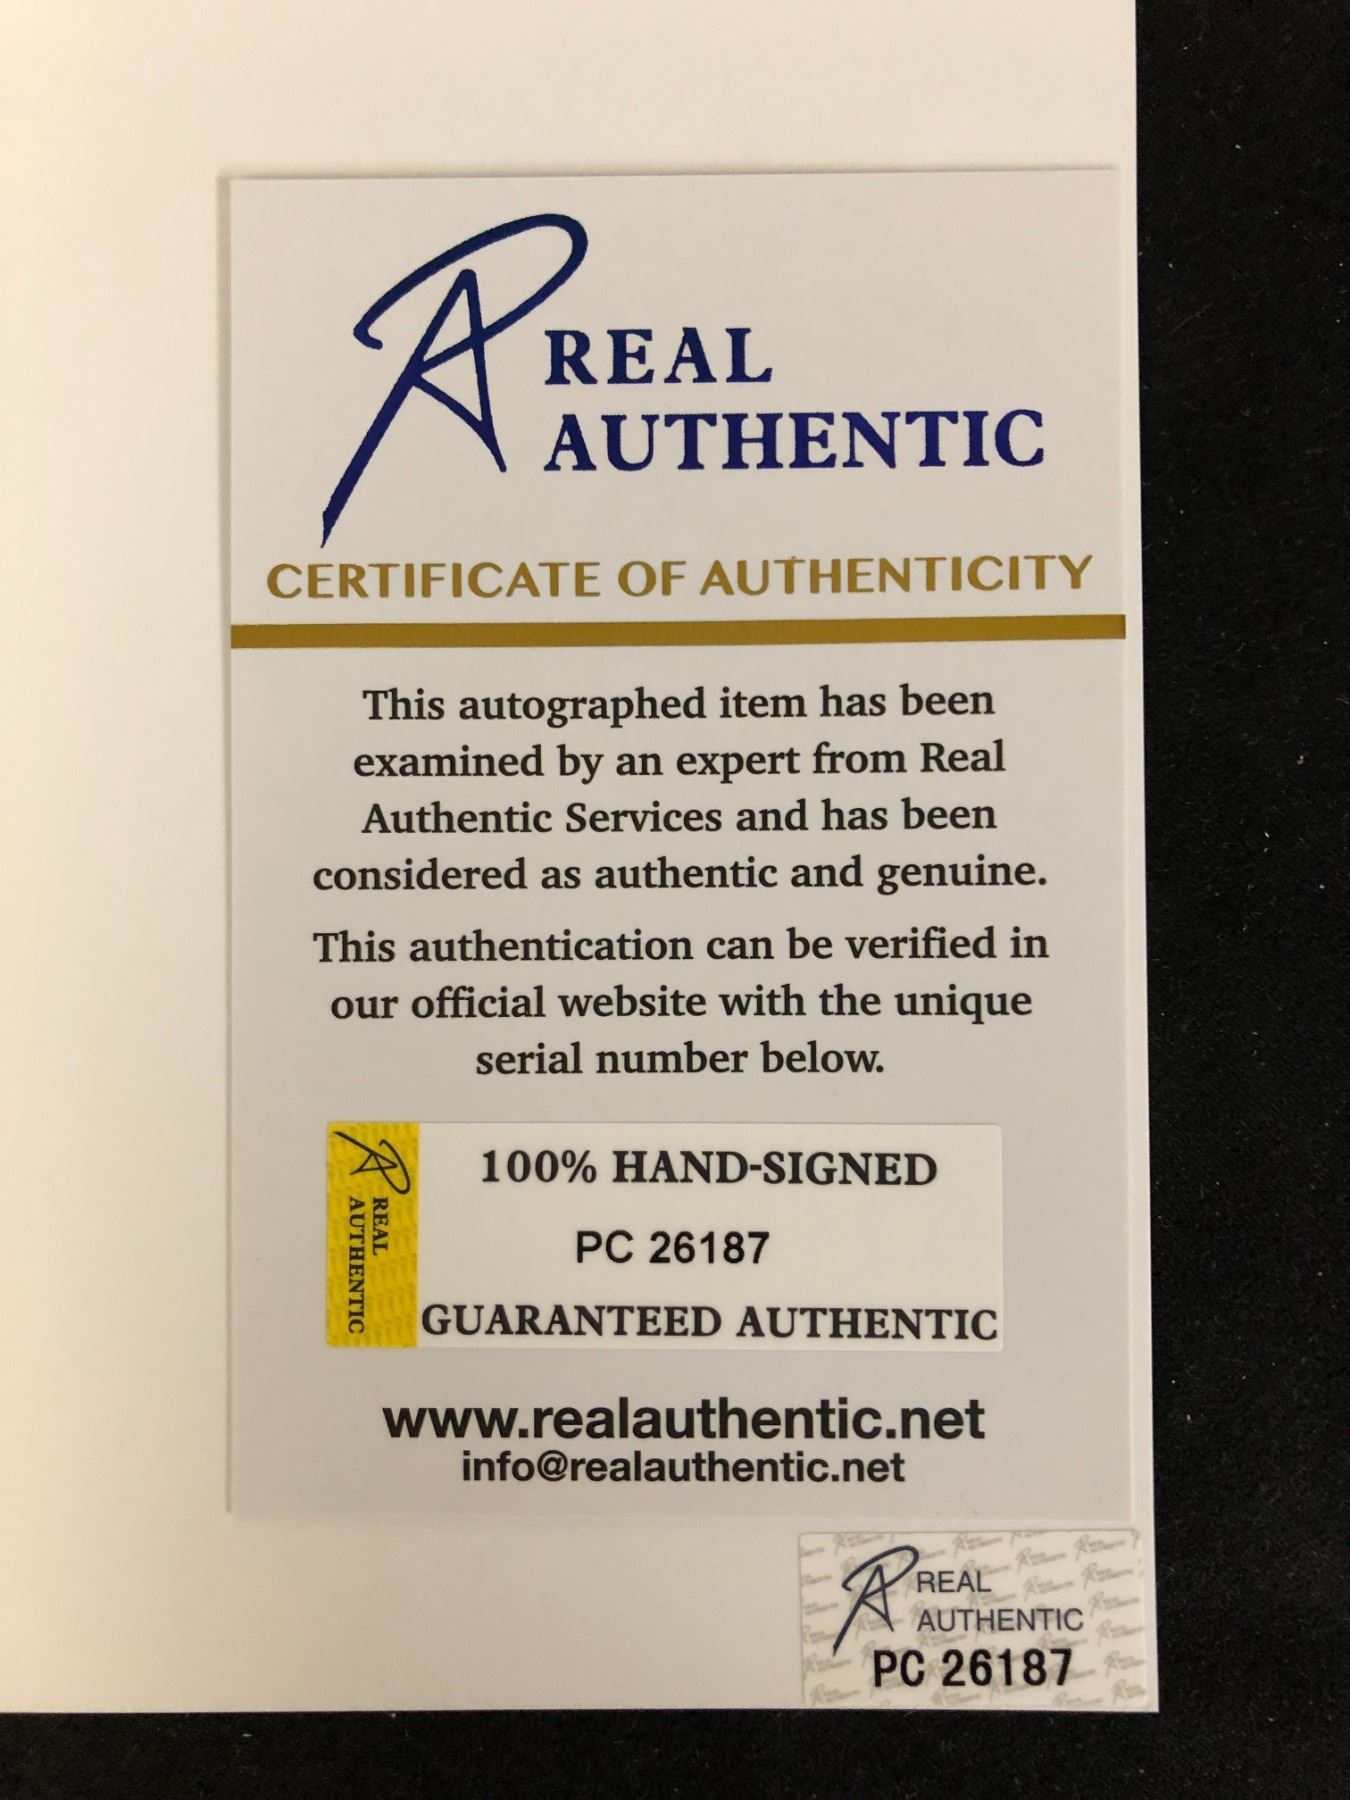 REAL
AUTHENTIC
CERTIFICATE OF AUTHENTICITY
This autographed item has been
examined by an expert from Real
Authentic Services and has been
considered as authentic and genuine.
This authentication can be verified in
our official website with the unique
serial number below.
REAL
AUTHENTIC
100% HAND-SIGNED
PC 26187
GUARANTEED AUTHENTIC
www.realauthentic.net
info@realauthentic.net
REAL
AUTHENTIC
PC 26187